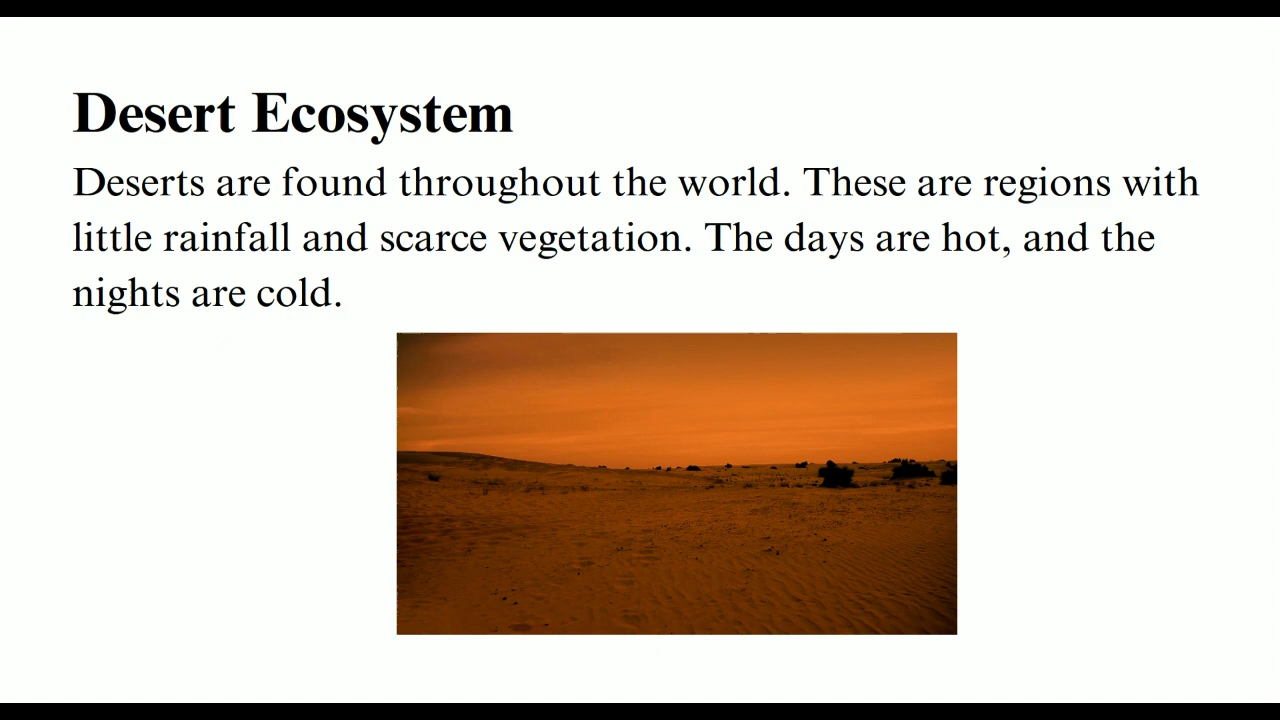 Desert Ecosystem
Deserts are found throughout the world. These are regions with
little rainfall and scarce vegetation. The days are hot, and the
nights are cold.